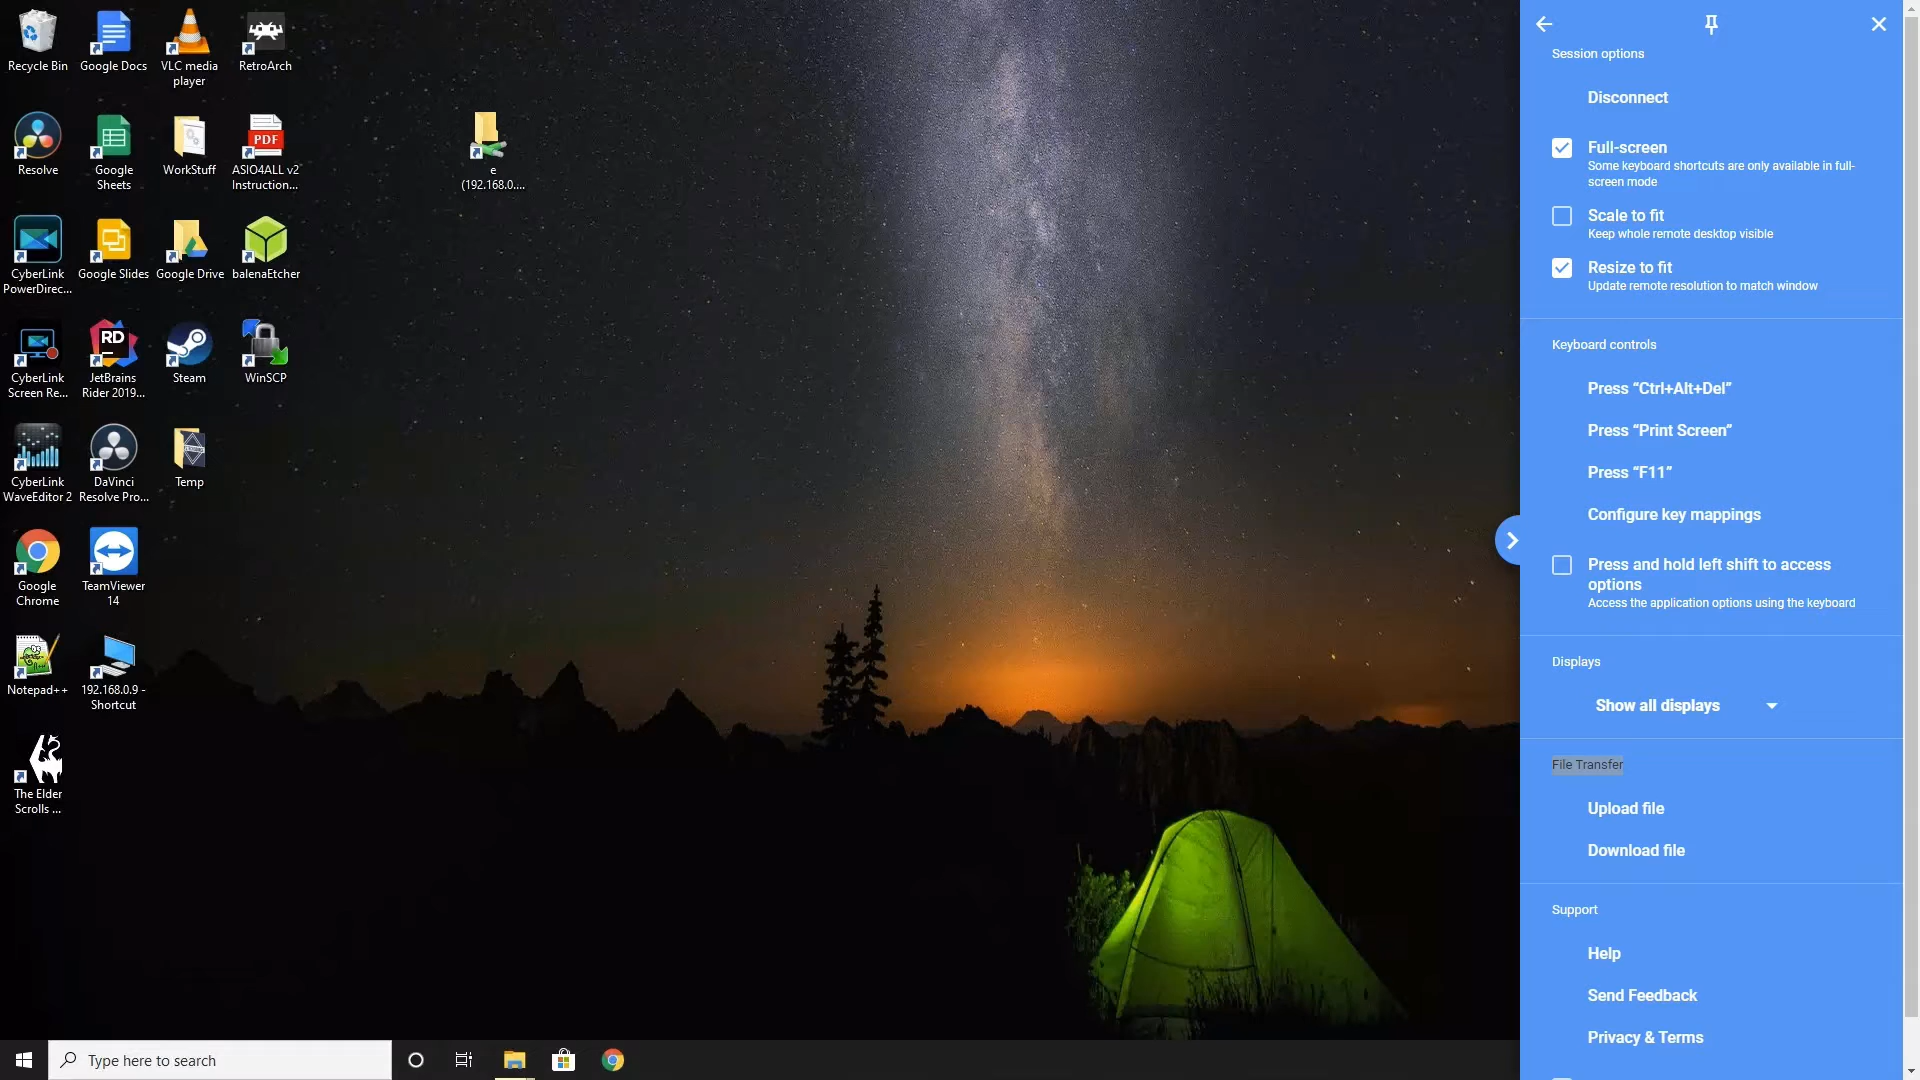 Recycle Bin
Google Docs
VLC media
player
RetroArch
Resolve
Google
Sheets
WorkStuff
PDF
ASIO4ALL v2
Instruction...
e
(192.168.0....
CyberLink
PowerDirec...
Google Slides
Google Drive
balenaEtcher
CyberLink
Screen Re...
RD
JetBrains
Rider 2019...
Steam
WinSCP
CyberLink
WaveEditor 2
DaVinci
Resolve Pro...
Temp
Google
Chrome
TeamViewer
14
Notepad++
192.168.0.9 -
Shortcut
The Elder
Scrolls ...
Type here to search
Session options
Disconnect
Full-screen
Some keyboard shortcuts are only available in full-
screen mode
Scale to fit
Keep whole remote desktop visible
Resize to fit
Update remote resolution to match window
Keyboard controls
Press “Ctrl+Alt+Del”
Press “Print Screen”
Press “F11”
Configure key mappings
Press and hold left shift to access
options
Access the application options using the keyboard
Displays
Show all displays
File Transfer
Upload file
Download file
Support
Help
Send Feedback
Privacy & Terms